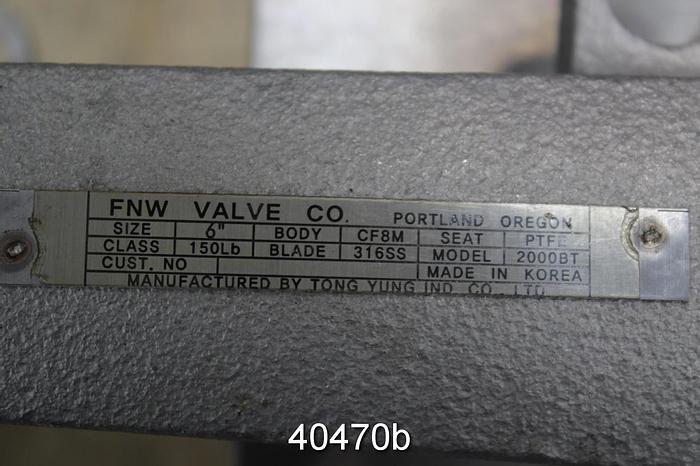 FNW VALVE CO. PORTLAND OREGON
SIZE 6" BODY CF8M SEAT PTFE
CLASS 150Lb BLADE 316SS MODEL 2000BT
CUST. NO MADE IN KOREA
MANUFACTURED BY TONG YUNG IND. CO., LTD.
40470b